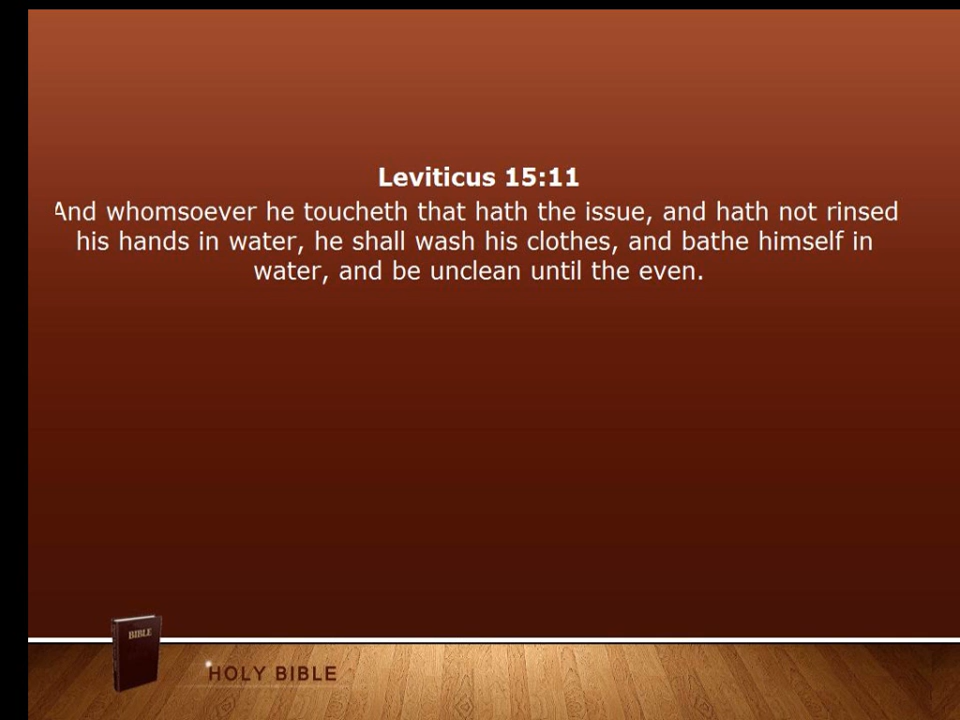 Leviticus 15:11
And whomsoever he toucheth that hath the issue, and hath not rinsed
his hands in water, he shall wash his clothes, and bathe himself in
water, and be unclean until the even.
BIBLE
HOLY BIBLE